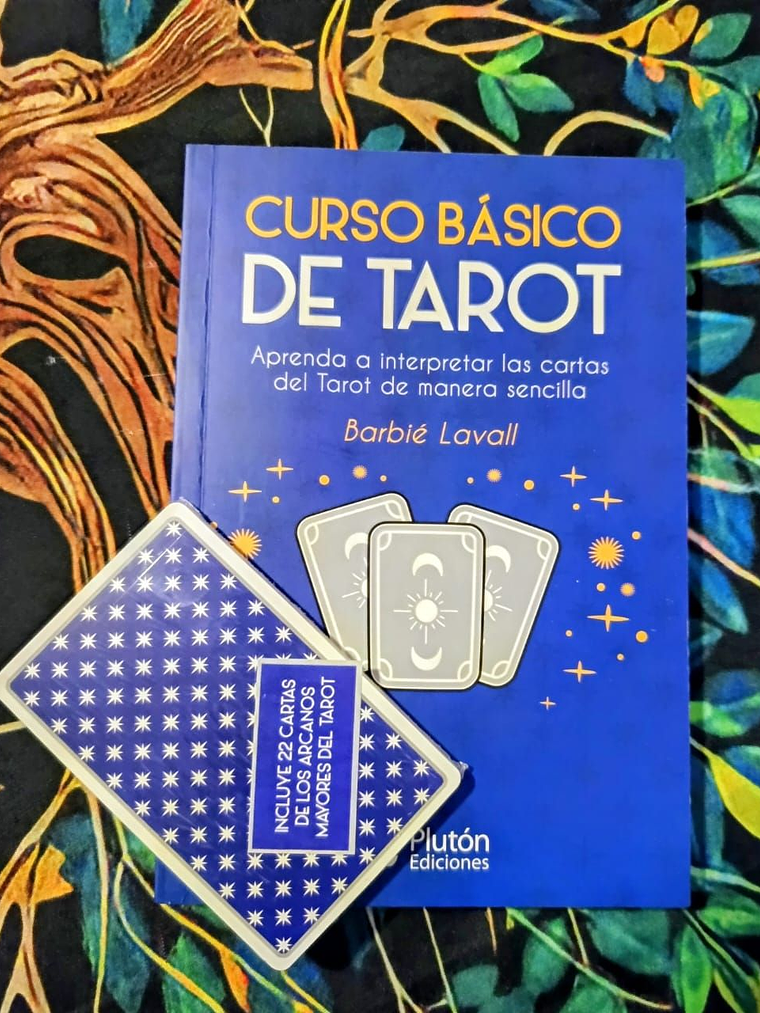 CURSO BÁSICO
DE TAROT
Aprenda a interpretar las cartas
del Tarot de manera sencilla
Barbié Lavall
INCLUYE 22 CARTAS
DE LOS ARCANOS
MAYORES DEL TAROT
Plutón
Ediciones